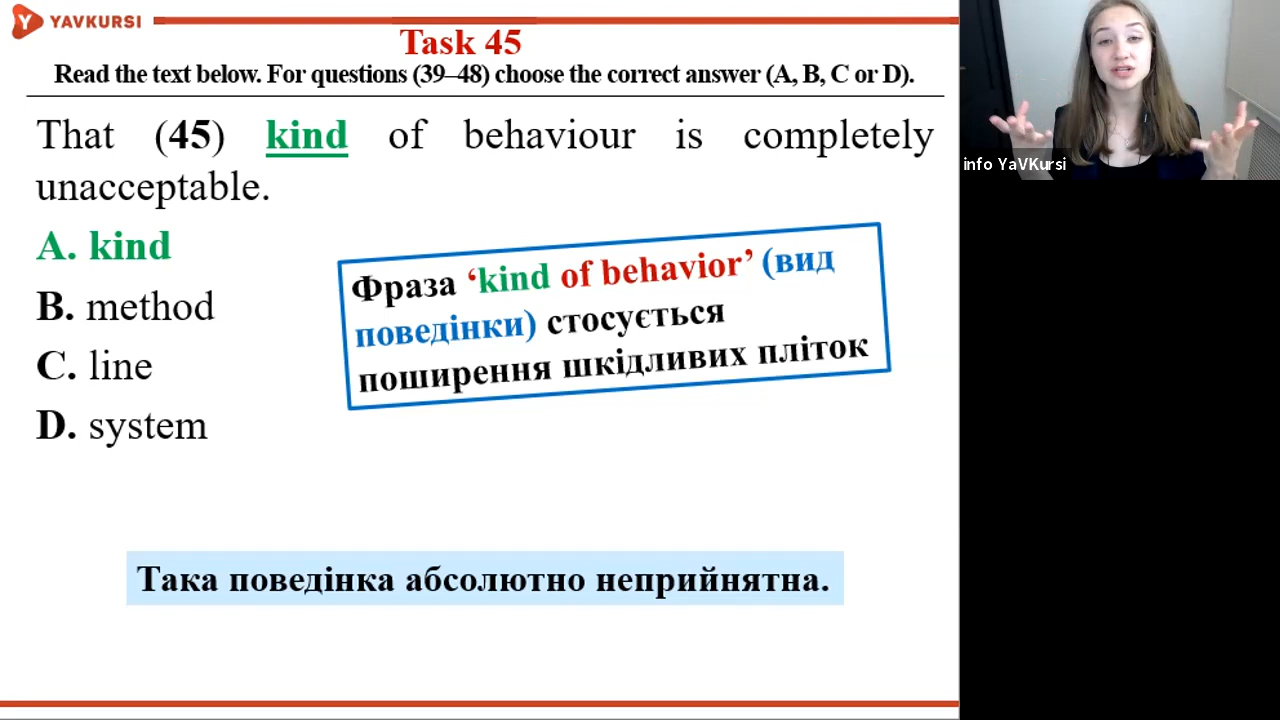 YAVKURSI
Task 45
Read the text below. For questions (39–48) choose the correct answer (A, B, C or D).
That (45) kind of behaviour is completely
unacceptable.
A. kind
B. method
C. line
D. system
Фраза ‘kind of behavior’ (вид
поведінки) стосується
поширення шкідливих пліток
Така поведінка абсолютно неприйнятна.
info YaVKursi